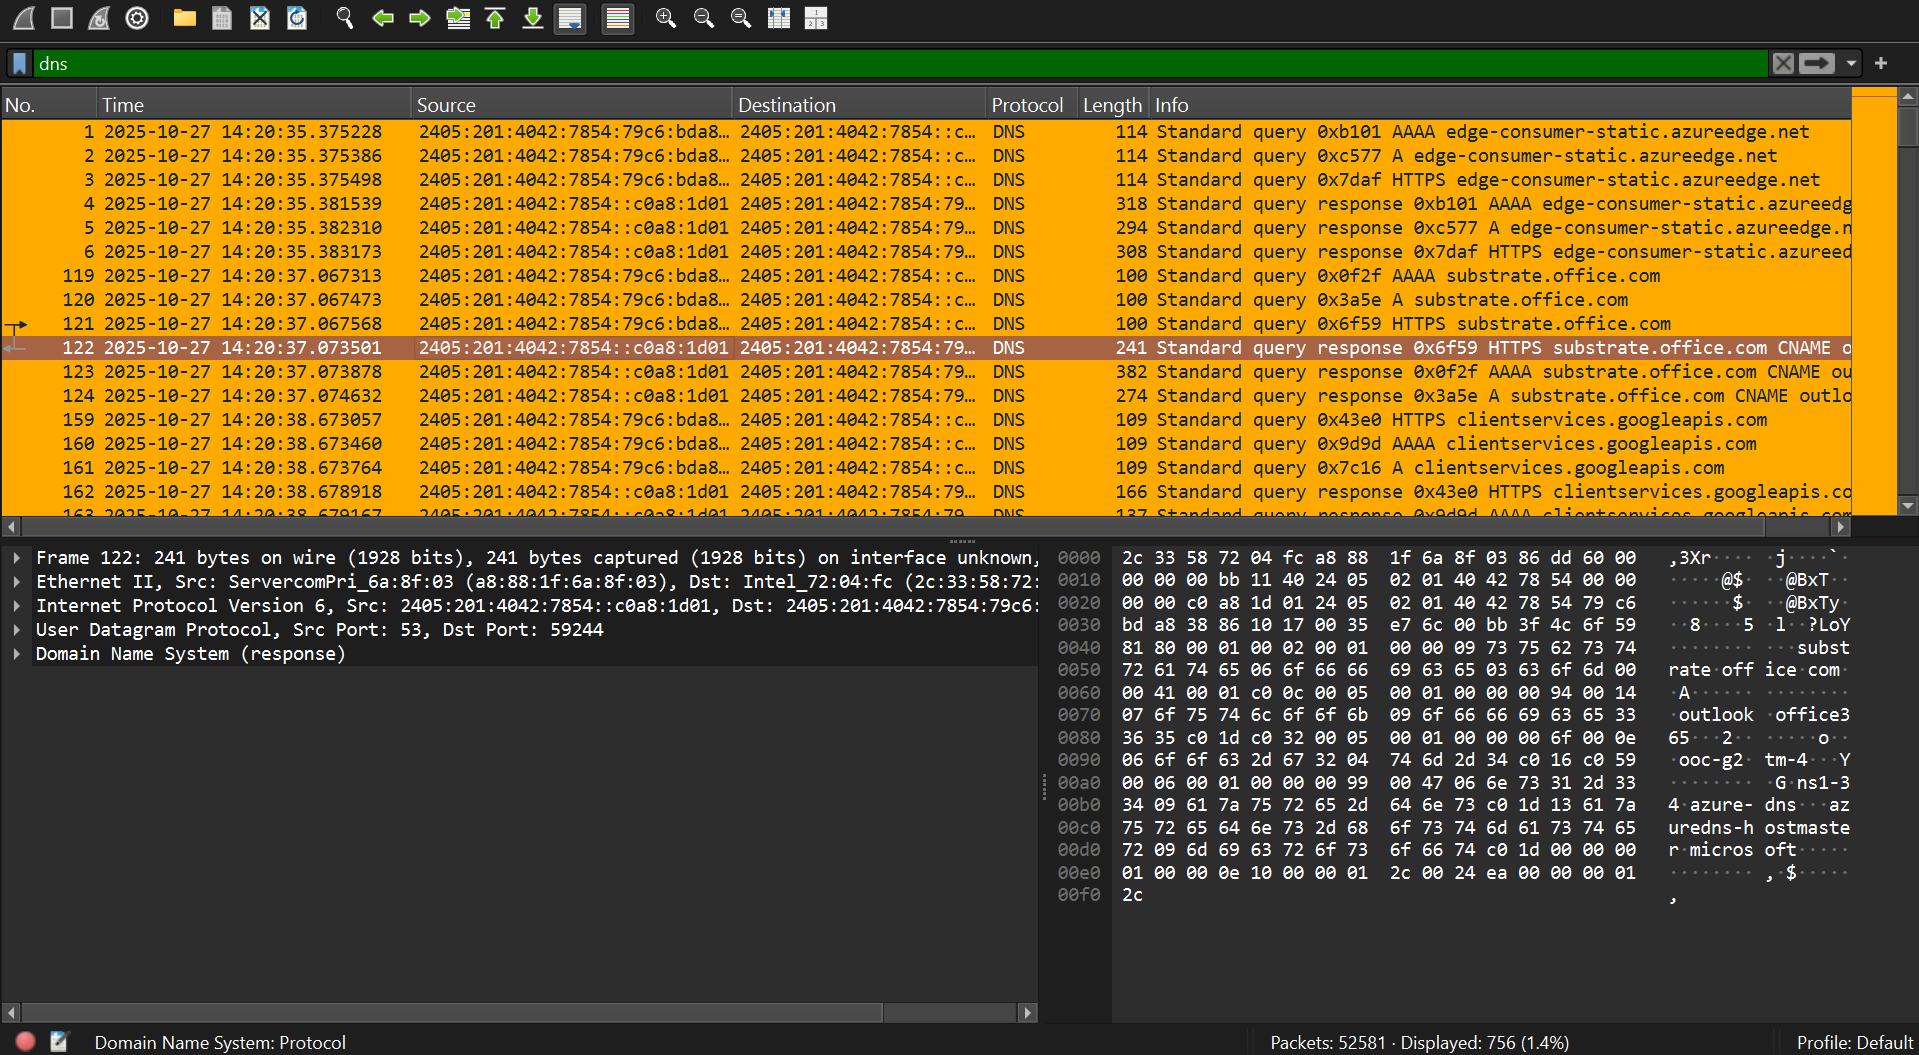 dns
No. Time Source Destination Protocol Length Info
1 2025-10-27 14:20:35.375228 2405:201:4042:7854:79c6:bda8… 2405:201:4042:7854::c… DNS 114 Standard query 0xb101 AAAA edge-consumer-static.azureedge.net
2 2025-10-27 14:20:35.375386 2405:201:4042:7854:79c6:bda8… 2405:201:4042:7854::c… DNS 114 Standard query 0xc577 A edge-consumer-static.azureedge.net
3 2025-10-27 14:20:35.375498 2405:201:4042:7854:79c6:bda8… 2405:201:4042:7854::c… DNS 114 Standard query 0x7daf HTTPS edge-consumer-static.azureedge.net
4 2025-10-27 14:20:35.381539 2405:201:4042:7854::c0a8:1d01 2405:201:4042:7854:79… DNS 318 Standard query response 0xb101 AAAA edge-consumer-static.azureedg
5 2025-10-27 14:20:35.382310 2405:201:4042:7854::c0a8:1d01 2405:201:4042:7854:79… DNS 294 Standard query response 0xc577 A edge-consumer-static.azureedge.n
6 2025-10-27 14:20:35.383173 2405:201:4042:7854::c0a8:1d01 2405:201:4042:7854:79… DNS 308 Standard query response 0x7daf HTTPS edge-consumer-static.azureed
119 2025-10-27 14:20:37.067313 2405:201:4042:7854:79c6:bda8… 2405:201:4042:7854::c… DNS 100 Standard query 0x0f2f AAAA substrate.office.com
120 2025-10-27 14:20:37.067473 2405:201:4042:7854:79c6:bda8… 2405:201:4042:7854::c… DNS 100 Standard query 0x3a5e A substrate.office.com
121 2025-10-27 14:20:37.067568 2405:201:4042:7854:79c6:bda8… 2405:201:4042:7854::c… DNS 100 Standard query 0x6f59 HTTPS substrate.office.com
122 2025-10-27 14:20:37.073501 2405:201:4042:7854::c0a8:1d01 2405:201:4042:7854:79… DNS 241 Standard query response 0x6f59 HTTPS substrate.office.com CNAME o
123 2025-10-27 14:20:37.073878 2405:201:4042:7854::c0a8:1d01 2405:201:4042:7854:79… DNS 382 Standard query response 0x0f2f AAAA substrate.office.com CNAME ou
124 2025-10-27 14:20:37.074632 2405:201:4042:7854::c0a8:1d01 2405:201:4042:7854:79… DNS 274 Standard query response 0x3a5e A substrate.office.com CNAME outlo
159 2025-10-27 14:20:38.673057 2405:201:4042:7854:79c6:bda8… 2405:201:4042:7854::c… DNS 109 Standard query 0x43e0 HTTPS clientservices.googleapis.com
160 2025-10-27 14:20:38.673460 2405:201:4042:7854:79c6:bda8… 2405:201:4042:7854::c… DNS 109 Standard query 0x9d9d AAAA clientservices.googleapis.com
161 2025-10-27 14:20:38.673764 2405:201:4042:7854:79c6:bda8… 2405:201:4042:7854::c… DNS 109 Standard query 0x7c16 A clientservices.googleapis.com
162 2025-10-27 14:20:38.678918 2405:201:4042:7854::c0a8:1d01 2405:201:4042:7854:79… DNS 166 Standard query response 0x43e0 HTTPS clientservices.googleapis.co
163 2025-10-27 14:20:38.679167 2405:201:4042:7854::c0a8:1d01 2405:201:4042:7854:79… DNS 137 Standard query response 0x9d9d AAAA clientservices.googleapis.com
Frame 122: 241 bytes on wire (1928 bits), 241 bytes captured (1928 bits) on interface unknown,
Ethernet II, Src: ServercomPri_6a:8f:03 (a8:88:1f:6a:8f:03), Dst: Intel_72:04:fc (2c:33:58:72:
Internet Protocol Version 6, Src: 2405:201:4042:7854::c0a8:1d01, Dst: 2405:201:4042:7854:79c6:
User Datagram Protocol, Src Port: 53, Dst Port: 59244
Domain Name System (response)
0000 2c 33 58 72 04 fc a8 88 1f 6a 8f 03 86 dd 60 00 ,3Xr···· ·j····`·
0010 00 00 00 bb 11 40 24 05 02 01 40 42 78 54 00 00 ·····@$· ··@BxT··
0020 00 00 c0 a8 1d 01 24 05 02 01 40 42 78 54 79 c6 ······$· ··@BxTy·
0030 bd a8 38 86 10 17 00 35 e7 6c 00 bb 3f 4c 6f 59 ··8····5 ·l··?LoY
0040 81 80 00 01 00 02 00 01 00 00 09 73 75 62 73 74 ········ ···subst
0050 72 61 74 65 06 6f 66 66 69 63 65 03 63 6f 6d 00 rate·off ice·com·
0060 00 41 00 01 c0 0c 00 05 00 01 00 00 00 94 00 14 ·A······ ········
0070 07 6f 75 74 6c 6f 6f 6b 09 6f 66 66 69 63 65 33 ·outlook ·office3
0080 36 35 c0 1d c0 32 00 05 00 01 00 00 00 6f 00 0e 65···2·· ·····o··
0090 06 6f 6f 63 2d 67 32 04 74 6d 2d 34 c0 16 c0 59 ·ooc-g2· tm-4···Y
00a0 00 06 00 01 00 00 00 99 00 47 06 6e 73 31 2d 33 ········ ·G·ns1-3
00b0 34 09 61 7a 75 72 65 2d 64 6e 73 c0 1d 13 61 7a 4·azure- dns···az
00c0 75 72 65 64 6e 73 2d 68 6f 73 74 6d 61 73 74 65 uredns-h ostmaste
00d0 72 09 6d 69 63 72 6f 73 6f 66 74 c0 1d 00 00 00 r·micros oft·····
00e0 01 00 00 0e 10 00 00 01 2c 00 24 ea 00 00 00 01 ········ ,·$·····
00f0 2c ,
Domain Name System: Protocol Packets: 52581 · Displayed: 756 (1.4%) Profile: Default